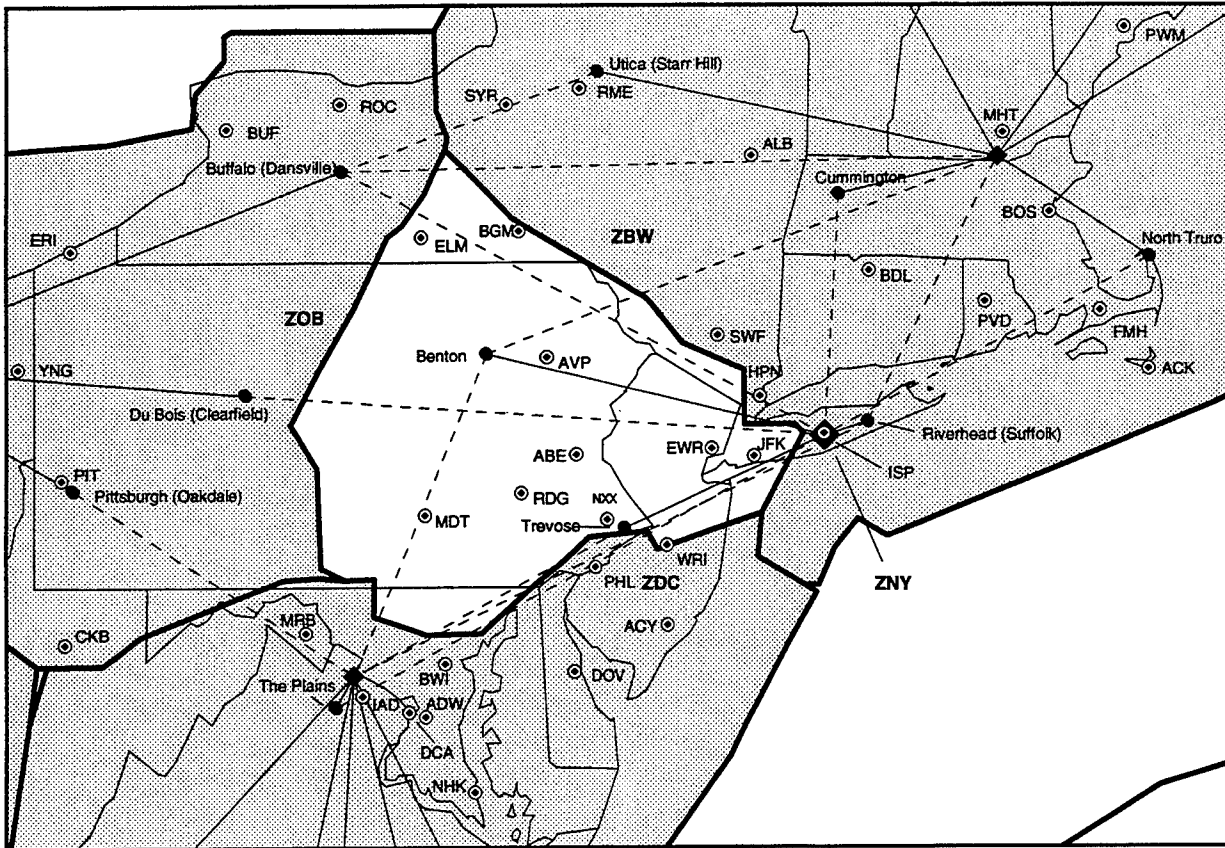 PWM
Utica (Starr Hill)
SYR
RME
ROC
MHT
BUF
ALB
Buffalo (Dansville)
Cummington
BOS
BGM
ZBW
ELM
North Truro
ERI
BDL
ZOB
PVD
FMH
SWF
Benton
AVP
HPN
YNG
ACK
Du Bois (Clearfield)
Riverhead (Suffolk)
EWR
JFK
ABE
ISP
PIT
Pittsburgh (Oakdale)
RDG
NXX
MDT
Trevose
WRI
PHL
ZDC
ZNY
MRB
ACY
CKB
BWI
DOV
The Plains
IAD
ADW
DCA
NHK